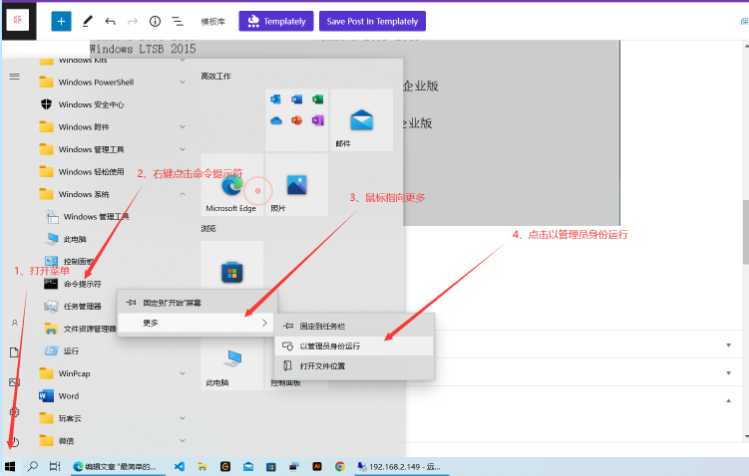 模板库
Templately
Save Post In Templately
Windows LTSB 2015
Windows Kits
Windows PowerShell
Windows 安全中心
Windows 附件
Windows 管理工具
Windows 轻松使用
Windows 系统
Windows 管理工具
此电脑
控制面板
命令提示符
任务管理器
文件资源管理器
运行
WinPcap
Word
玩客云
微信
高效工作
邮件
Microsoft Edge
照片
浏览
此电脑
控制面板
企业版
企业版
1、打开菜单
2、右键点击命令提示符
3、鼠标指向更多
4、点击以管理员身份运行
固定到"开始"屏幕
更多
固定到任务栏
以管理员身份运行
打开文件位置
编辑文章 "最简单的...
192.168.2.149 - 远...